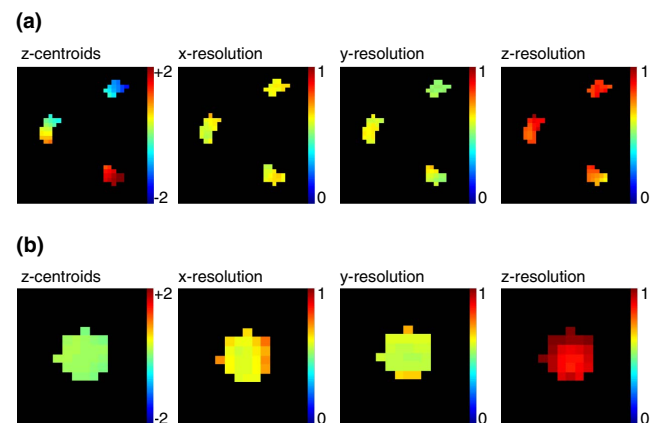 (a)
z-centroids x-resolution y-resolution z-resolution
+2 1 1 1
-2 0 0 0
(b)
z-centroids x-resolution y-resolution z-resolution
+2 1 1 1
-2 0 0 0